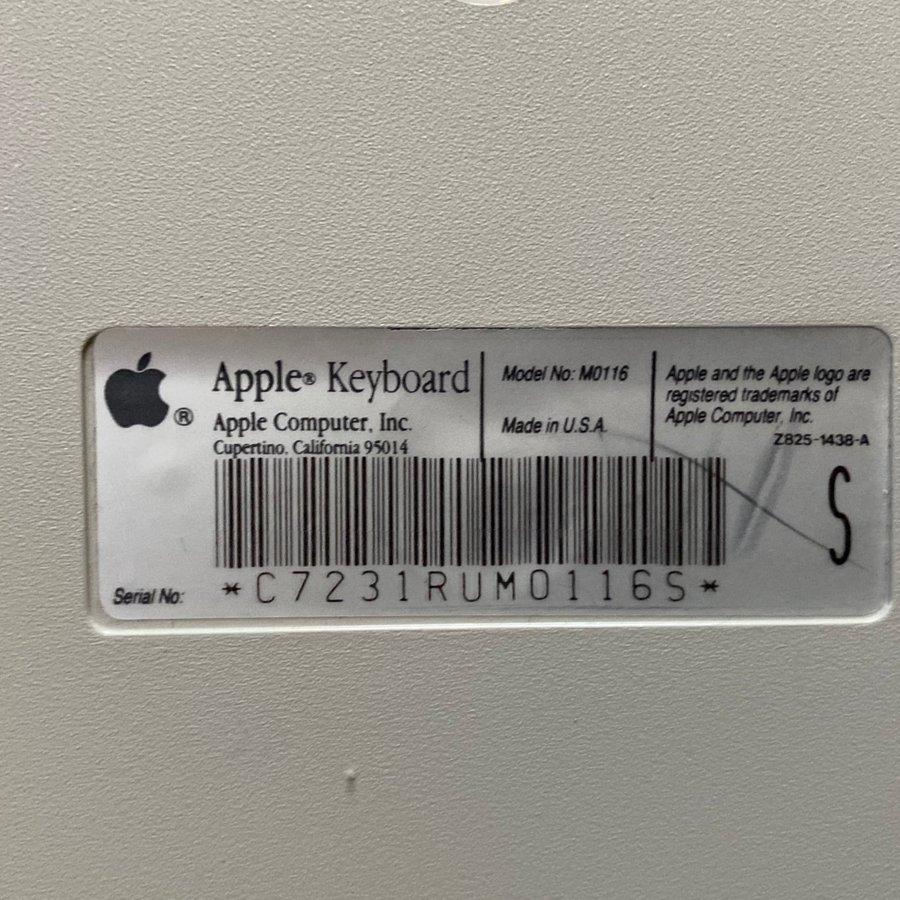 Apple® Keyboard
Apple Computer, Inc.
Cupertino, California 95014
Model No: M0116
Made in U.S.A.
Apple and the Apple logo are
registered trademarks of
Apple Computer, Inc.
Z825-1438-A
S
®
Serial No: *C7231RUM0116S*